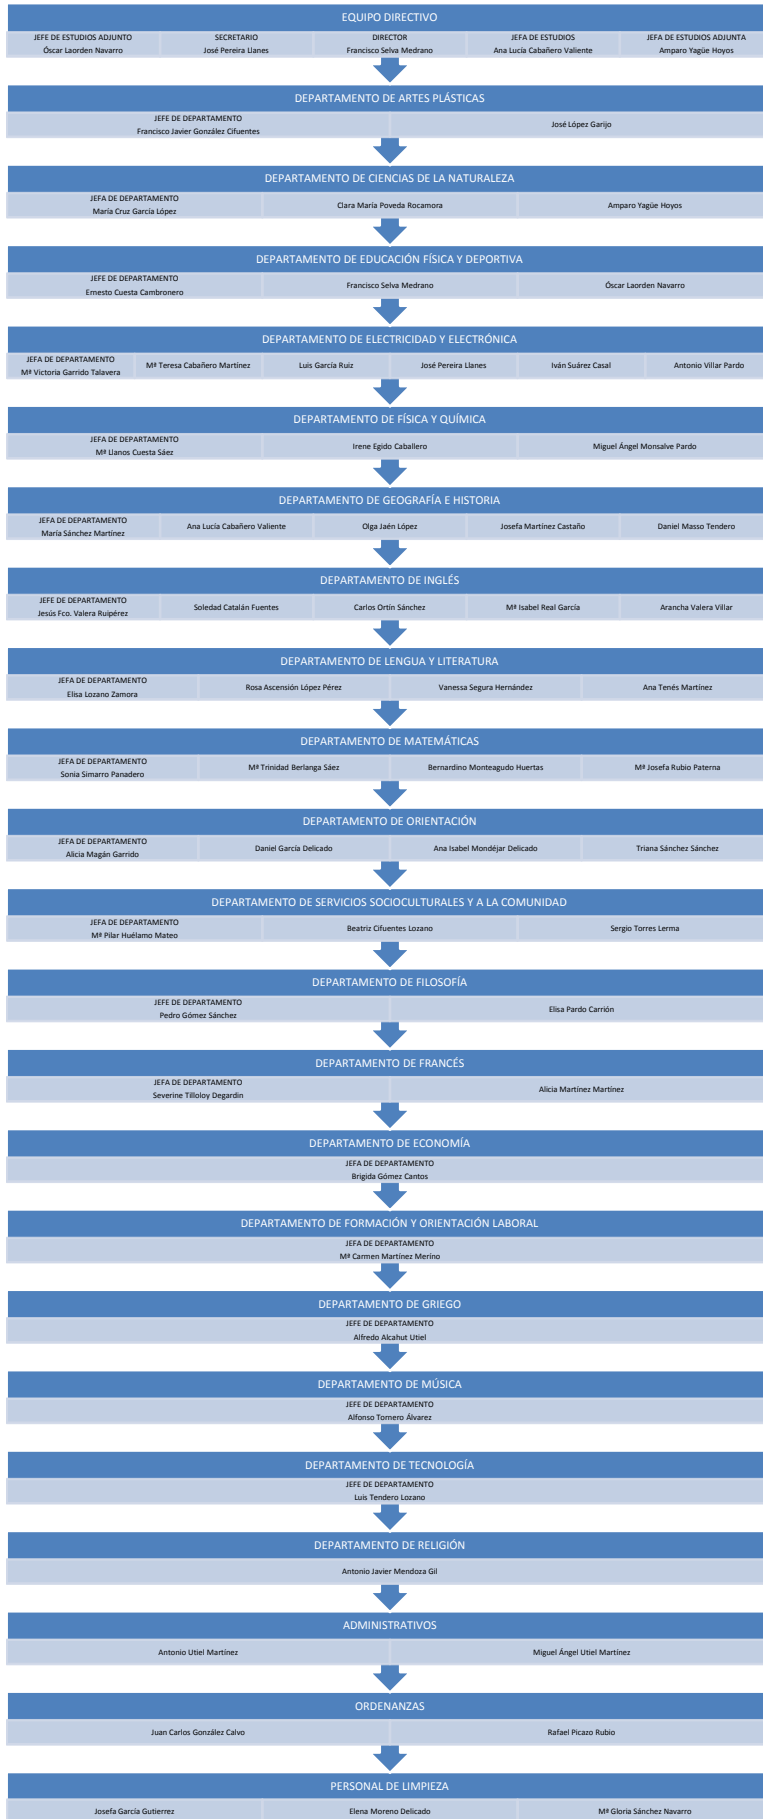 EQUIPO DIRECTIVO
JEFE DE ESTUDIOS ADJUNTO
Óscar Laorden Navarro
SECRETARIO
José Pereira Llanes
DIRECTOR
Francisco Selva Medrano
JEFA DE ESTUDIOS
Ana Lucía Cabañero Valiente
JEFA DE ESTUDIOS ADJUNTA
Amparo Yagüe Hoyos
DEPARTAMENTO DE ARTES PLÁSTICAS
JEFE DE DEPARTAMENTO
Francisco Javier González Cifuentes
José López Garijo
DEPARTAMENTO DE CIENCIAS DE LA NATURALEZA
JEFA DE DEPARTAMENTO
María Cruz García López
Clara María Poveda Rocamora
Amparo Yagüe Hoyos
DEPARTAMENTO DE EDUCACIÓN FÍSICA Y DEPORTIVA
JEFE DE DEPARTAMENTO
Ernesto Cuesta Cambronero
Francisco Selva Medrano
Óscar Laorden Navarro
DEPARTAMENTO DE ELECTRICIDAD Y ELECTRÓNICA
JEFA DE DEPARTAMENTO
Mª Victoria Garrido Talavera
Mª Teresa Cabañero Martínez
Luis García Ruiz
José Pereira Llanes
Iván Suárez Casal
Antonio Villar Pardo
DEPARTAMENTO DE FÍSICA Y QUÍMICA
JEFA DE DEPARTAMENTO
Mª Llanos Cuesta Sáez
Irene Egido Caballero
Miguel Ángel Monsalve Pardo
DEPARTAMENTO DE GEOGRAFÍA E HISTORIA
JEFA DE DEPARTAMENTO
María Sánchez Martínez
Ana Lucía Cabañero Valiente
Olga Jaén López
Josefa Martínez Castaño
Daniel Masso Tendero
DEPARTAMENTO DE INGLÉS
JEFE DE DEPARTAMENTO
Jesús Fco. Valera Ruipérez
Soledad Catalán Fuentes
Carlos Ortín Sánchez
Mª Isabel Real García
Arancha Valera Villar
DEPARTAMENTO DE LENGUA Y LITERATURA
JEFA DE DEPARTAMENTO
Elisa Lozano Zamora
Rosa Ascensión López Pérez
Vanessa Segura Hernández
Ana Tenés Martínez
DEPARTAMENTO DE MATEMÁTICAS
JEFA DE DEPARTAMENTO
Sonia Simarro Panadero
Mª Trinidad Berlanga Sáez
Bernardino Monteagudo Huertas
Mª Josefa Rubio Paterna
DEPARTAMENTO DE ORIENTACIÓN
JEFA DE DEPARTAMENTO
Alicia Magán Garrido
Daniel García Delicado
Ana Isabel Mondéjar Delicado
Triana Sánchez Sánchez
DEPARTAMENTO DE SERVICIOS SOCIOCULTURALES Y A LA COMUNIDAD
JEFA DE DEPARTAMENTO
Mª Pilar Huélamo Mateo
Beatriz Cifuentes Lozano
Sergio Torres Lerma
DEPARTAMENTO DE FILOSOFÍA
JEFE DE DEPARTAMENTO
Pedro Gómez Sánchez
Elisa Pardo Carrión
DEPARTAMENTO DE FRANCÉS
JEFA DE DEPARTAMENTO
Severine Tilloloy Degardin
Alicia Martínez Martínez
DEPARTAMENTO DE ECONOMÍA
JEFA DE DEPARTAMENTO
Brigida Gómez Cantos
DEPARTAMENTO DE FORMACIÓN Y ORIENTACIÓN LABORAL
JEFA DE DEPARTAMENTO
Mª Carmen Martínez Merino
DEPARTAMENTO DE GRIEGO
JEFE DE DEPARTAMENTO
Alfredo Alcahut Utiel
DEPARTAMENTO DE MÚSICA
JEFE DE DEPARTAMENTO
Alfonso Tornero Álvarez
DEPARTAMENTO DE TECNOLOGÍA
JEFE DE DEPARTAMENTO
Luis Tendero Lozano
DEPARTAMENTO DE RELIGIÓN
Antonio Javier Mendoza Gil
ADMINISTRATIVOS
Antonio Utiel Martínez
Miguel Ángel Utiel Martínez
ORDENANZAS
Juan Carlos González Calvo
Rafael Picazo Rubio
PERSONAL DE LIMPIEZA
Josefa García Gutierrez
Elena Moreno Delicado
Mª Gloria Sánchez Navarro